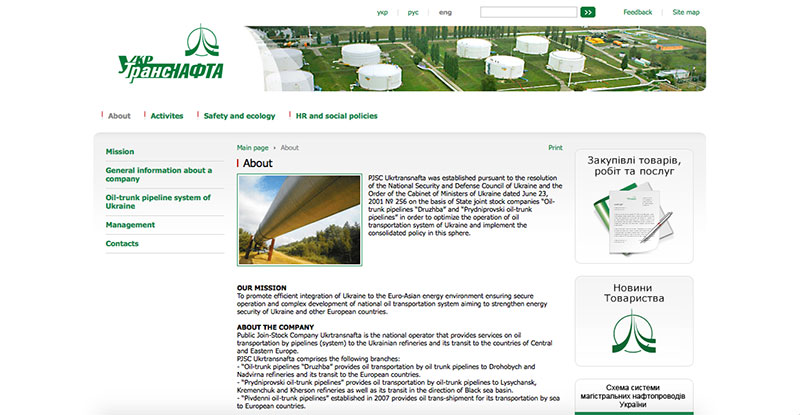 укр рус eng
Feedback Site map
УКР
ТРАНСНАФТА
About Activites Safety and ecology HR and social policies
Mission
General information about a
company
Oil-trunk pipeline system of
Ukraine
Management
Contacts
Main page › About
Print
About
PJSC Ukrtransnafta was established pursuant to the resolution
of the National Security and Defense Council of Ukraine and the
Order of the Cabinet of Ministers of Ukraine dated June 23,
2001 № 256 on the basis of State joint stock companies “Oil-
trunk pipelines “Druzhba” and “Prydniprovski oil-trunk
pipelines” in order to optimize the operation of oil
transportation system of Ukraine and implement the
consolidated policy in this sphere.
OUR MISSION
To promote efficient integration of Ukraine to the Euro-Asian energy environment ensuring secure
operation and complex development of national oil transportation system aiming to strengthen energy
security of Ukraine and other European countries.
ABOUT THE COMPANY
Public Join-Stock Company Ukrtransnafta is the national operator that provides services on oil
transportation by pipelines (system) to the Ukrainian refineries and its transit to the countries of Central
and Eastern Europe.
PJSC Ukrtransnafta comprises the following branches:
- “Oil-trunk pipelines “Druzhba” provides oil transportation by oil trunk pipelines to Drohobych and
Nadvirna refineries and its transit to the European countries.
- “Prydniprovski oil-trunk pipelines” provides oil transportation by oil-trunk pipelines to Lysychansk,
Kremenchuk and Kherson refineries as well as its transit in the direction of Black sea basin.
- “Pivdenni oil-trunk pipelines” established in 2007 provides oil trans-shipment for its transportation by sea
to European countries.
Закупівлі товарів,
робіт та послуг
Новини
Товариства
Схема системи
магістральних нафтопроводів
України